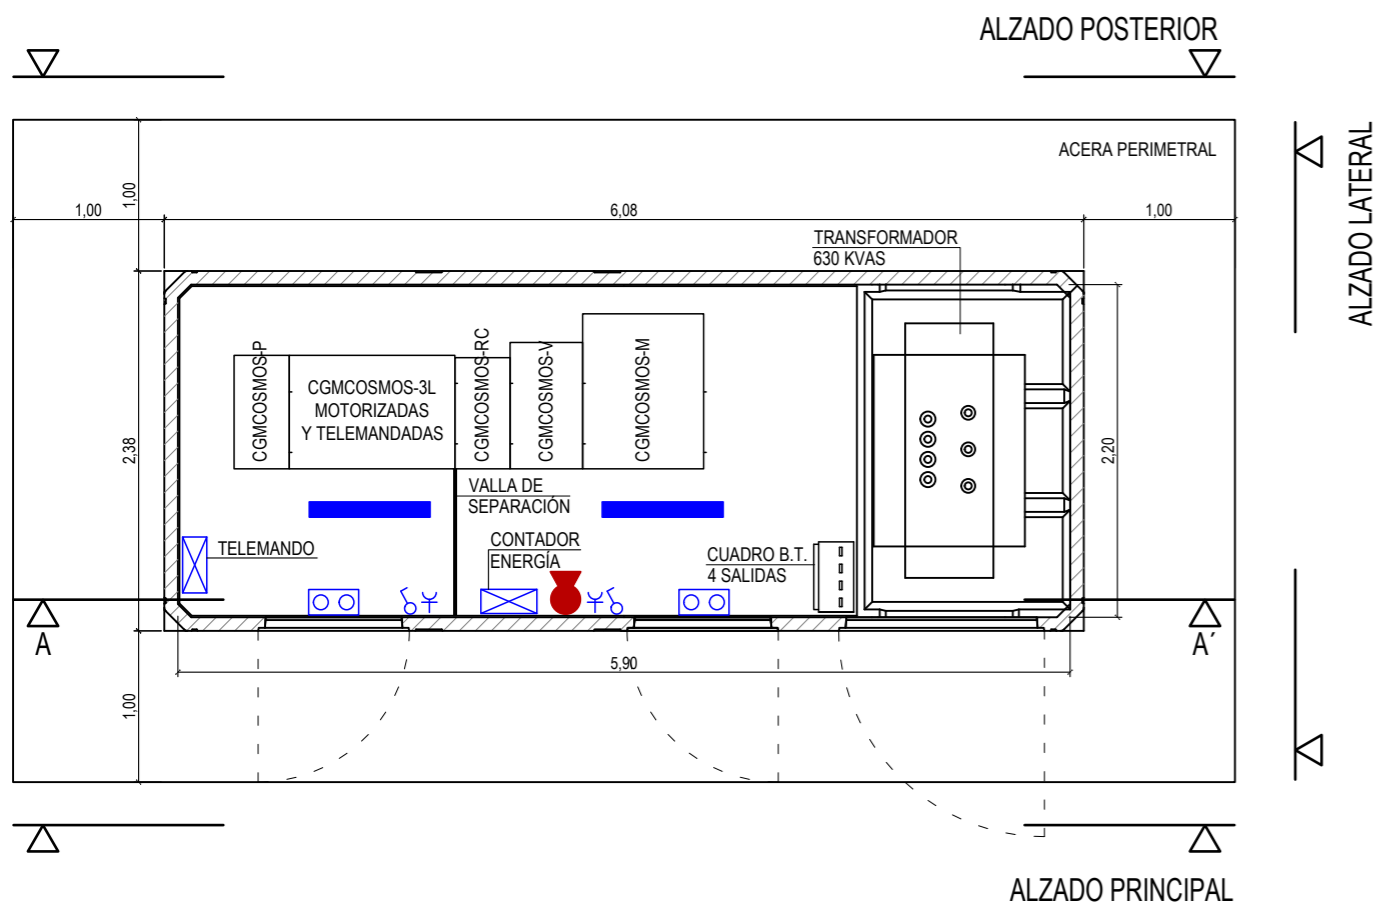 ALZADO POSTERIOR
ACERA PERIMETRAL
ALZADO LATERAL
1,00
1,00
6,08
1,00
TRANSFORMADOR
630 KVAS
CGMCOSMOS-P
CGMCOSMOS-3L
MOTORIZADAS
Y TELEMANDADAS
CGMCOSMOS-RC
CGMCOSMOS-V
CGMCOSMOS-M
2,38
2,20
VALLA DE
SEPARACIÓN
TELEMANDO
CONTADOR
ENERGÍA
CUADRO B.T.
4 SALIDAS
A
A´
5,90
1,00
ALZADO PRINCIPAL